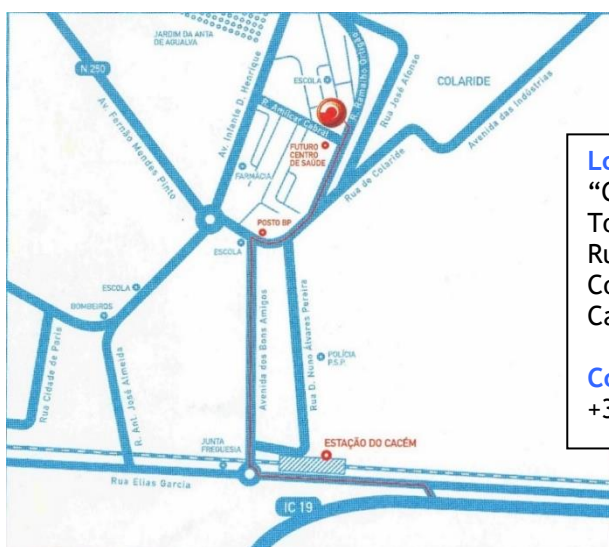 JARDIM DA ANTA
DE AGUALVA
N 250
Av. Fernão Mendes Pinto
Av. Infante D. Henrique
ESCOLA
R. Amílcar Cabral
R. Ramalho Ortigão
Rua José Afonso
COLARIDE
Avenida das Indústrias
FUTURO
CENTRO
DE SAÚDE
FARMÁCIA
Rua de Colaride
POSTO BP
ESCOLA
ESCOLA
BOMBEIROS
Rua Cidade de Paris
R. Ant. José Almeida
Avenida dos Bons Amigos
Rua D. Nuno Álvares Pereira
POLÍCIA
P.S.P.
JUNTA
FREGUESIA
ESTAÇÃO DO CACÉM
Rua Elias Garcia
IC 19
Lo
“C
To
Ru
Co
Ca
Co
+3